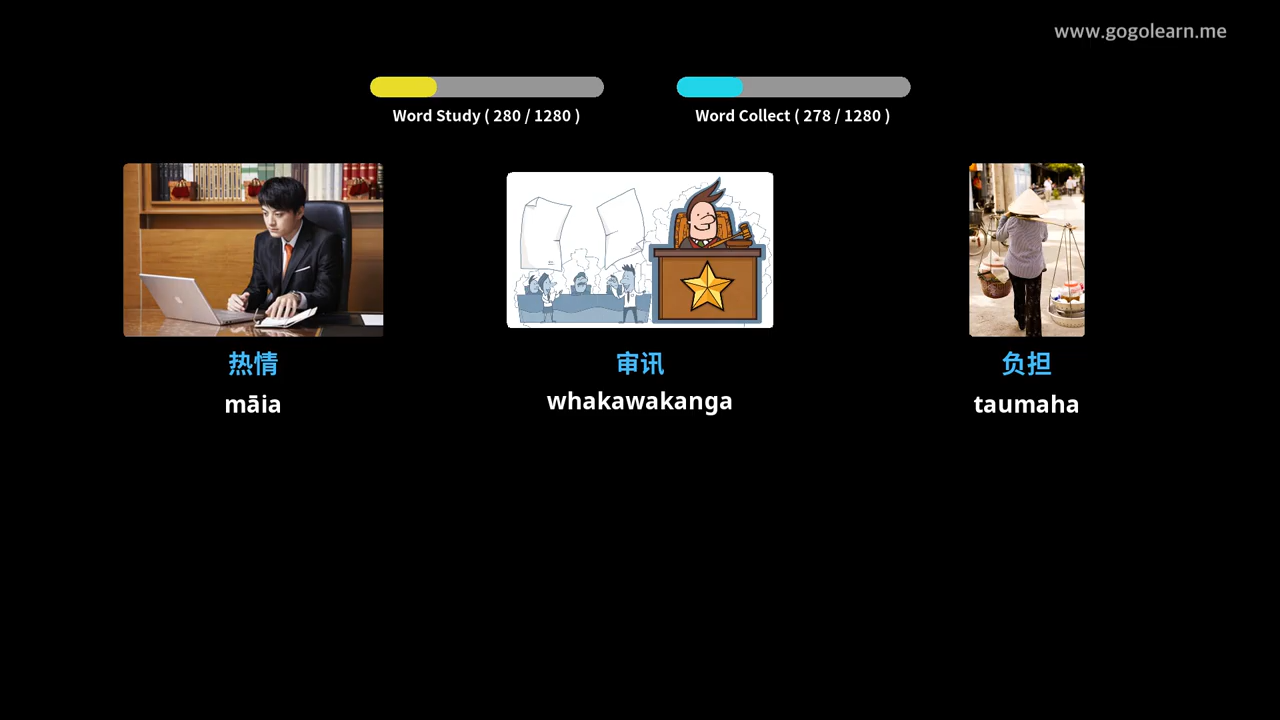 www.gogolearn.me
Word Study ( 280 / 1280 )
Word Collect ( 278 / 1280 )
热情
审讯
负担
māia
whakawakanga
taumaha